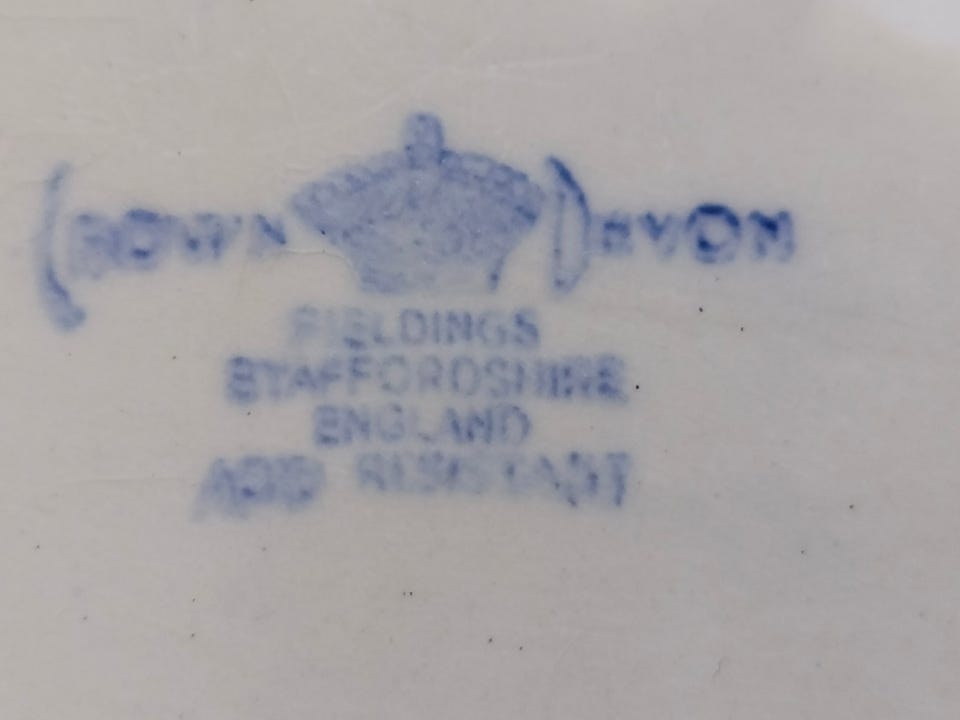 CROWN DEVON
FIELDINGS
STAFFORDSHIRE
ENGLAND
ACID RESISTANT